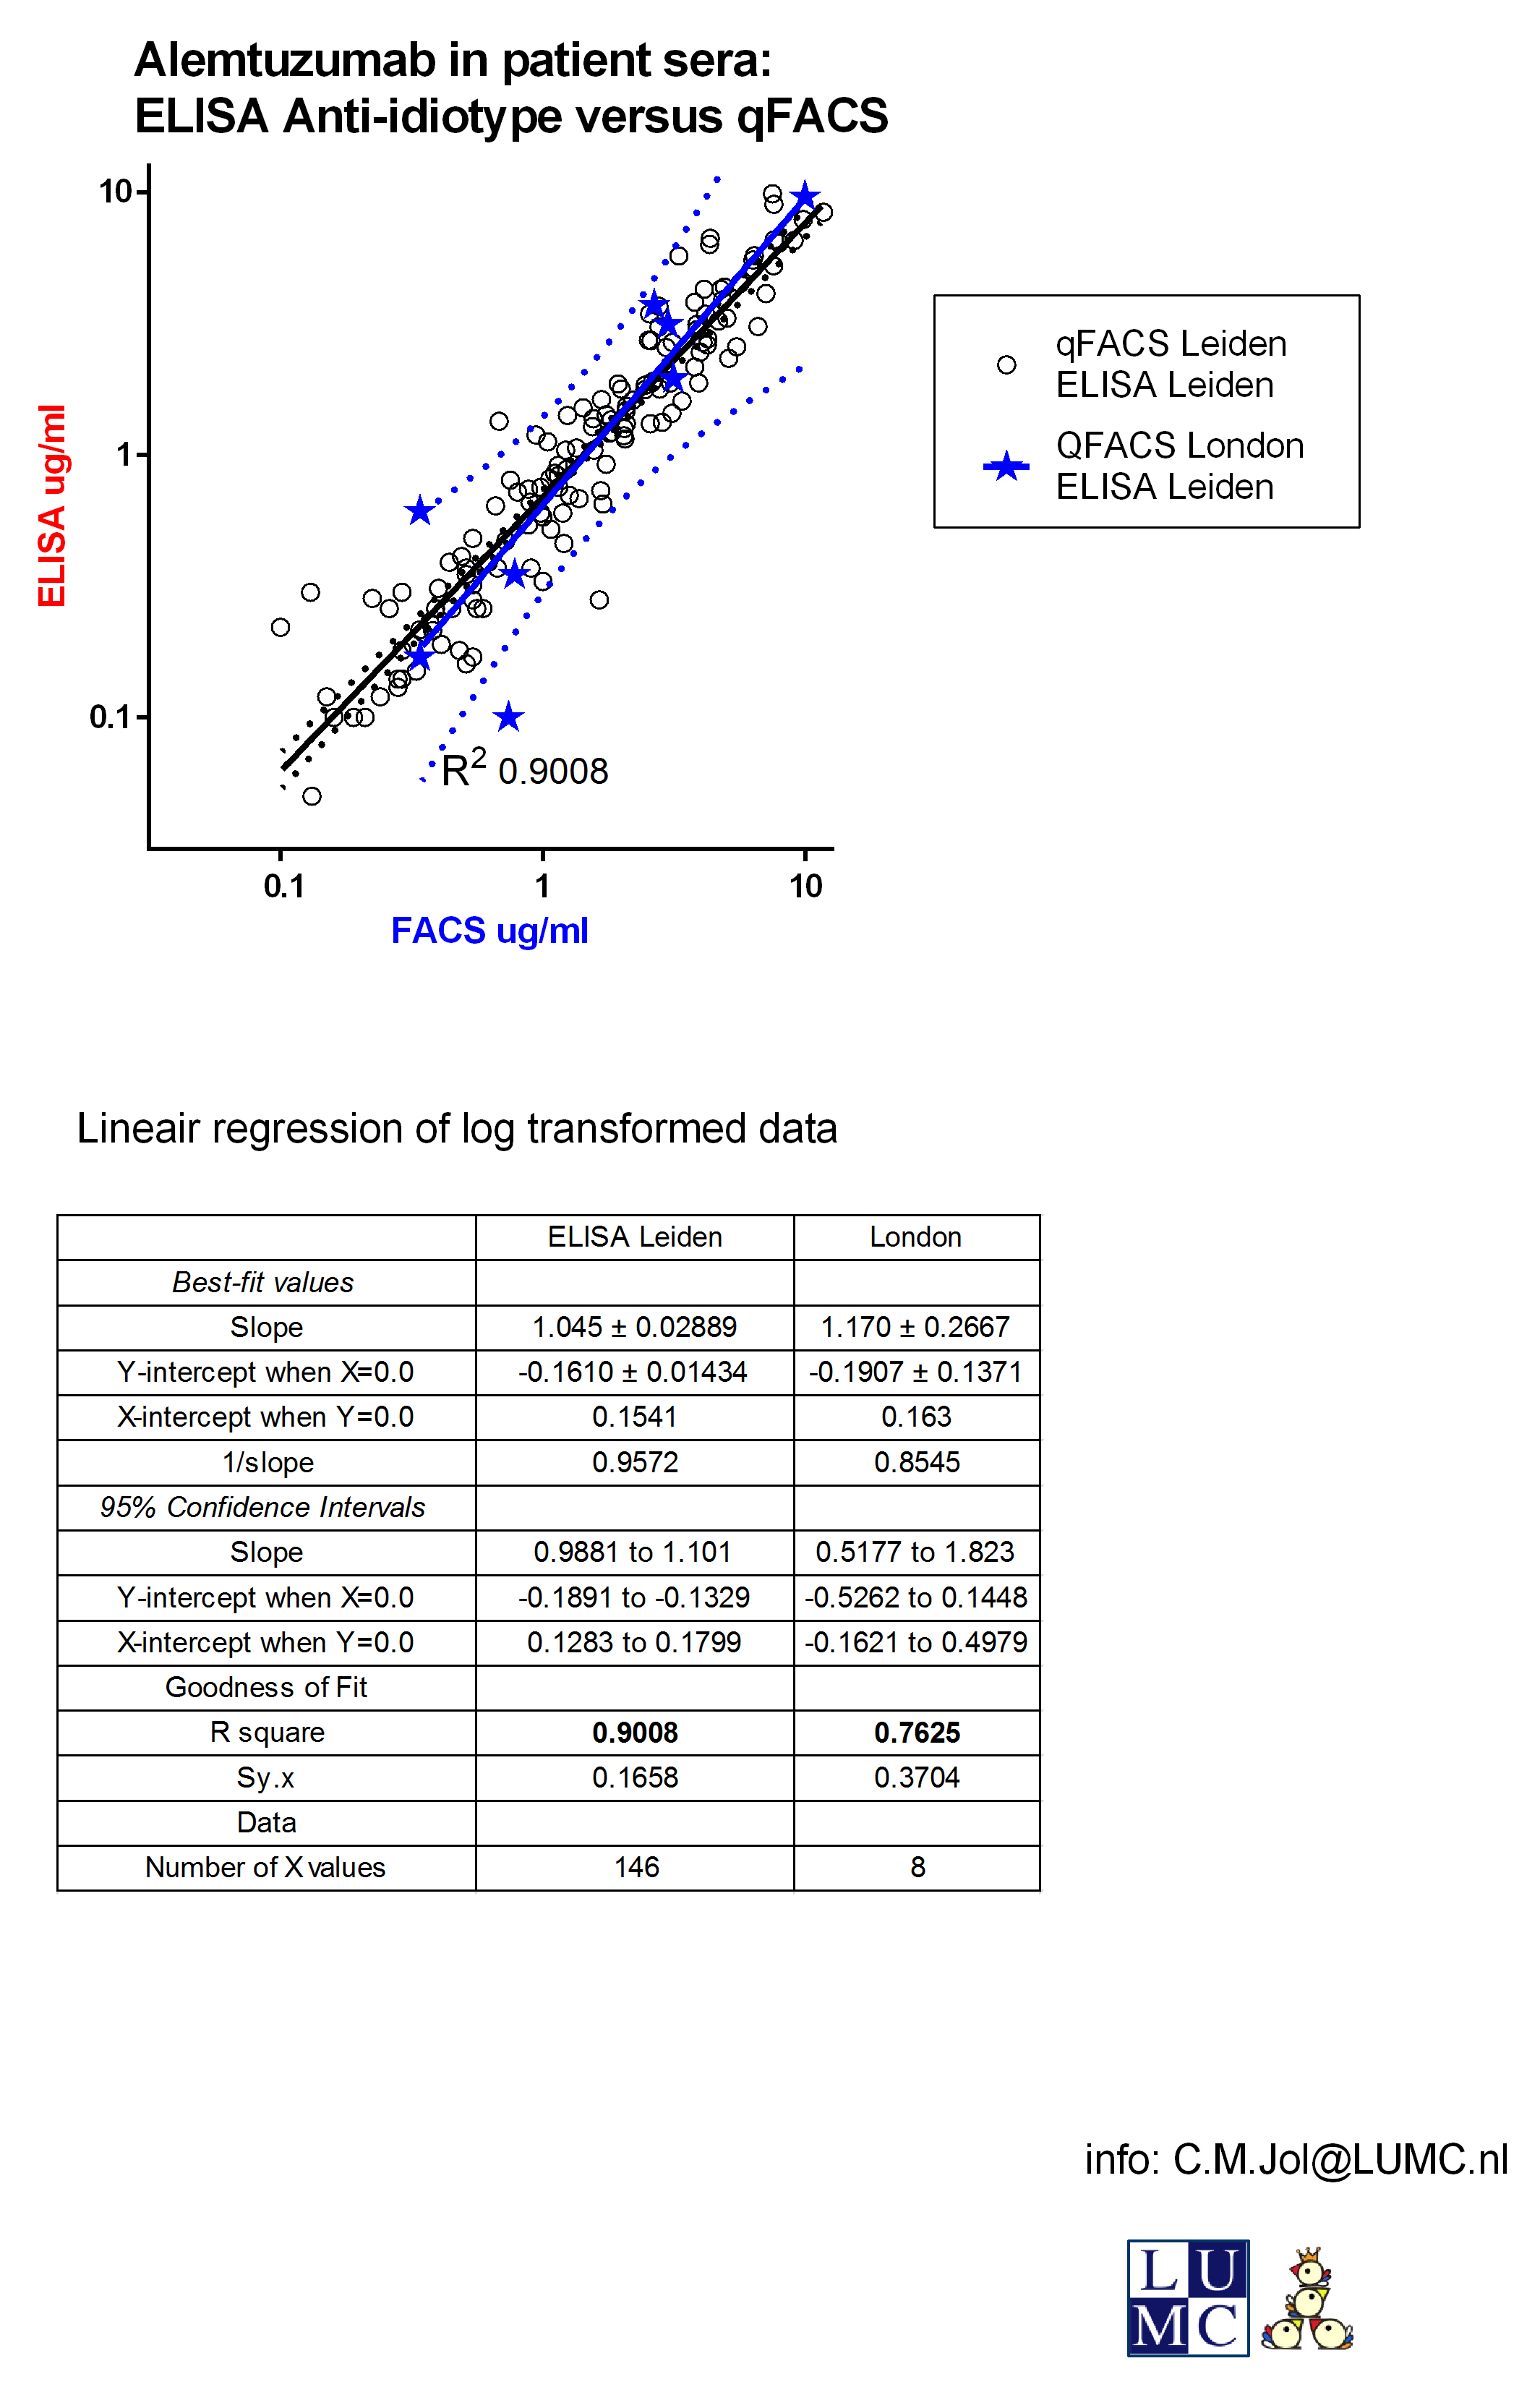 Alemtuzumab in patient sera:
ELISA Anti-idiotype versus qFACS
10
1
0.1
ELISA ug/ml
R2 0.9008
0.1 1 10
FACS ug/ml
qFACS Leiden
ELISA Leiden
QFACS London
ELISA Leiden
Lineair regression of log transformed data
ELISA Leiden London
Best-fit values
Slope 1.045 ± 0.02889 1.170 ± 0.2667
Y-intercept when X=0.0 -0.1610 ± 0.01434 -0.1907 ± 0.1371
X-intercept when Y=0.0 0.1541 0.163
1/slope 0.9572 0.8545
95% Confidence Intervals
Slope 0.9881 to 1.101 0.5177 to 1.823
Y-intercept when X=0.0 -0.1891 to -0.1329 -0.5262 to 0.1448
X-intercept when Y=0.0 0.1283 to 0.1799 -0.1621 to 0.4979
Goodness of Fit
R square 0.9008 0.7625
Sy.x 0.1658 0.3704
Data
Number of X values 146 8
info: C.M.Jol@LUMC.nl
L U
M C